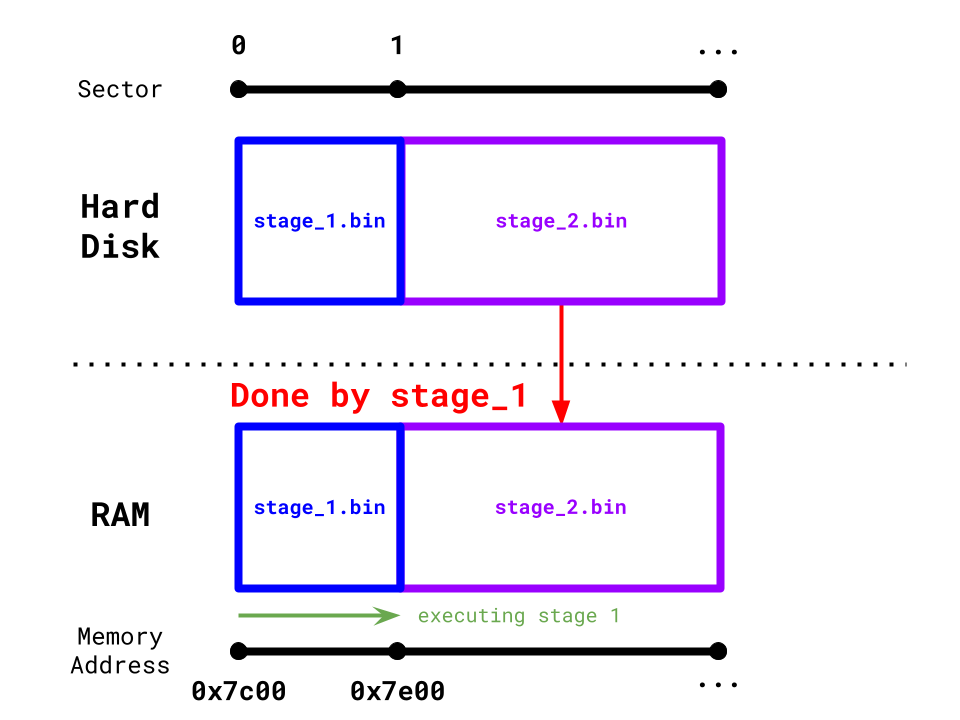 0 1 ...
Sector
Hard
Disk
stage_1.bin stage_2.bin
Done by stage_1
RAM
stage_1.bin stage_2.bin
executing stage 1
Memory
Address
0x7c00 0x7e00 ...